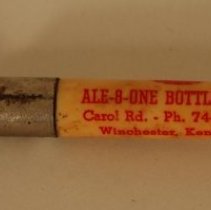 ALE-8-ONE BOTTL
Carol Rd. - Ph. 74
Winchester, Ken